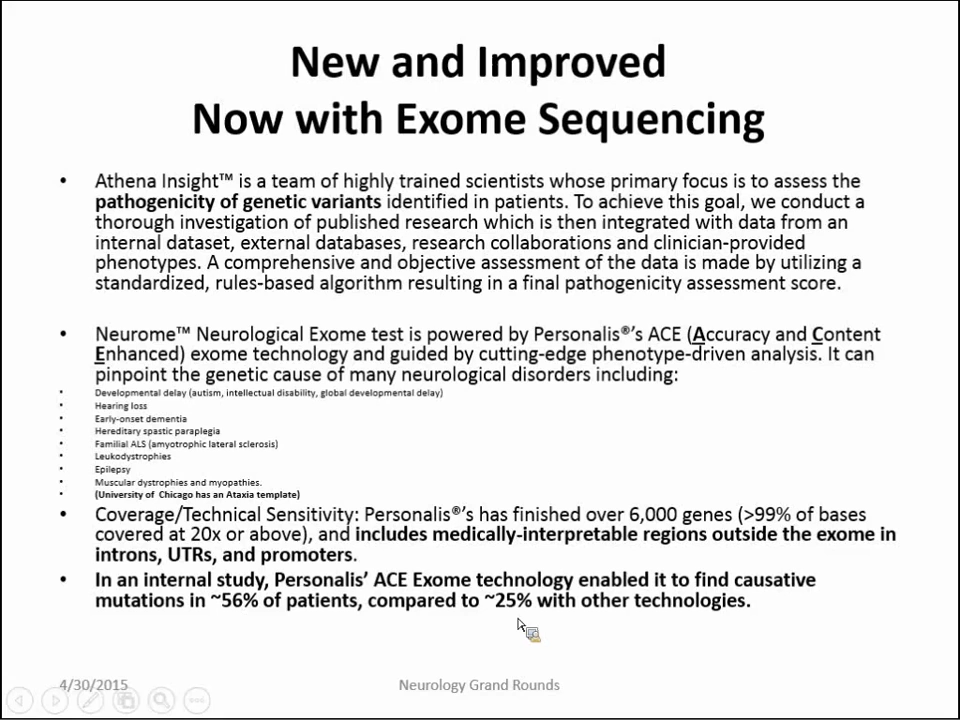 New and Improved
Now with Exome Sequencing
• Athena Insight™ is a team of highly trained scientists whose primary focus is to assess the
pathogenicity of genetic variants identified in patients. To achieve this goal, we conduct a
thorough investigation of published research which is then integrated with data from an
internal dataset, external databases, research collaborations and clinician-provided
phenotypes. A comprehensive and objective assessment of the data is made by utilizing a
standardized, rules-based algorithm resulting in a final pathogenicity assessment score.
• Neurome™ Neurological Exome test is powered by Personalis®'s ACE (Accuracy and Content
Enhanced) exome technology and guided by cutting-edge phenotype-driven analysis. It can
pinpoint the genetic cause of many neurological disorders including:
• Developmental delay (autism, intellectual disability, global developmental delay)
• Hearing loss
• Early-onset dementia
• Hereditary spastic paraplegia
• Familial ALS (amyotrophic lateral sclerosis)
• Leukodystrophies
• Epilepsy
• Muscular dystrophies and myopathies.
• (University of Chicago has an Ataxia template)
• Coverage/Technical Sensitivity: Personalis®'s has finished over 6,000 genes (>99% of bases
covered at 20x or above), and includes medically-interpretable regions outside the exome in
introns, UTRs, and promoters.
• In an internal study, Personalis' ACE Exome technology enabled it to find causative
mutations in ~56% of patients, compared to ~25% with other technologies.
4/30/2015
Neurology Grand Rounds